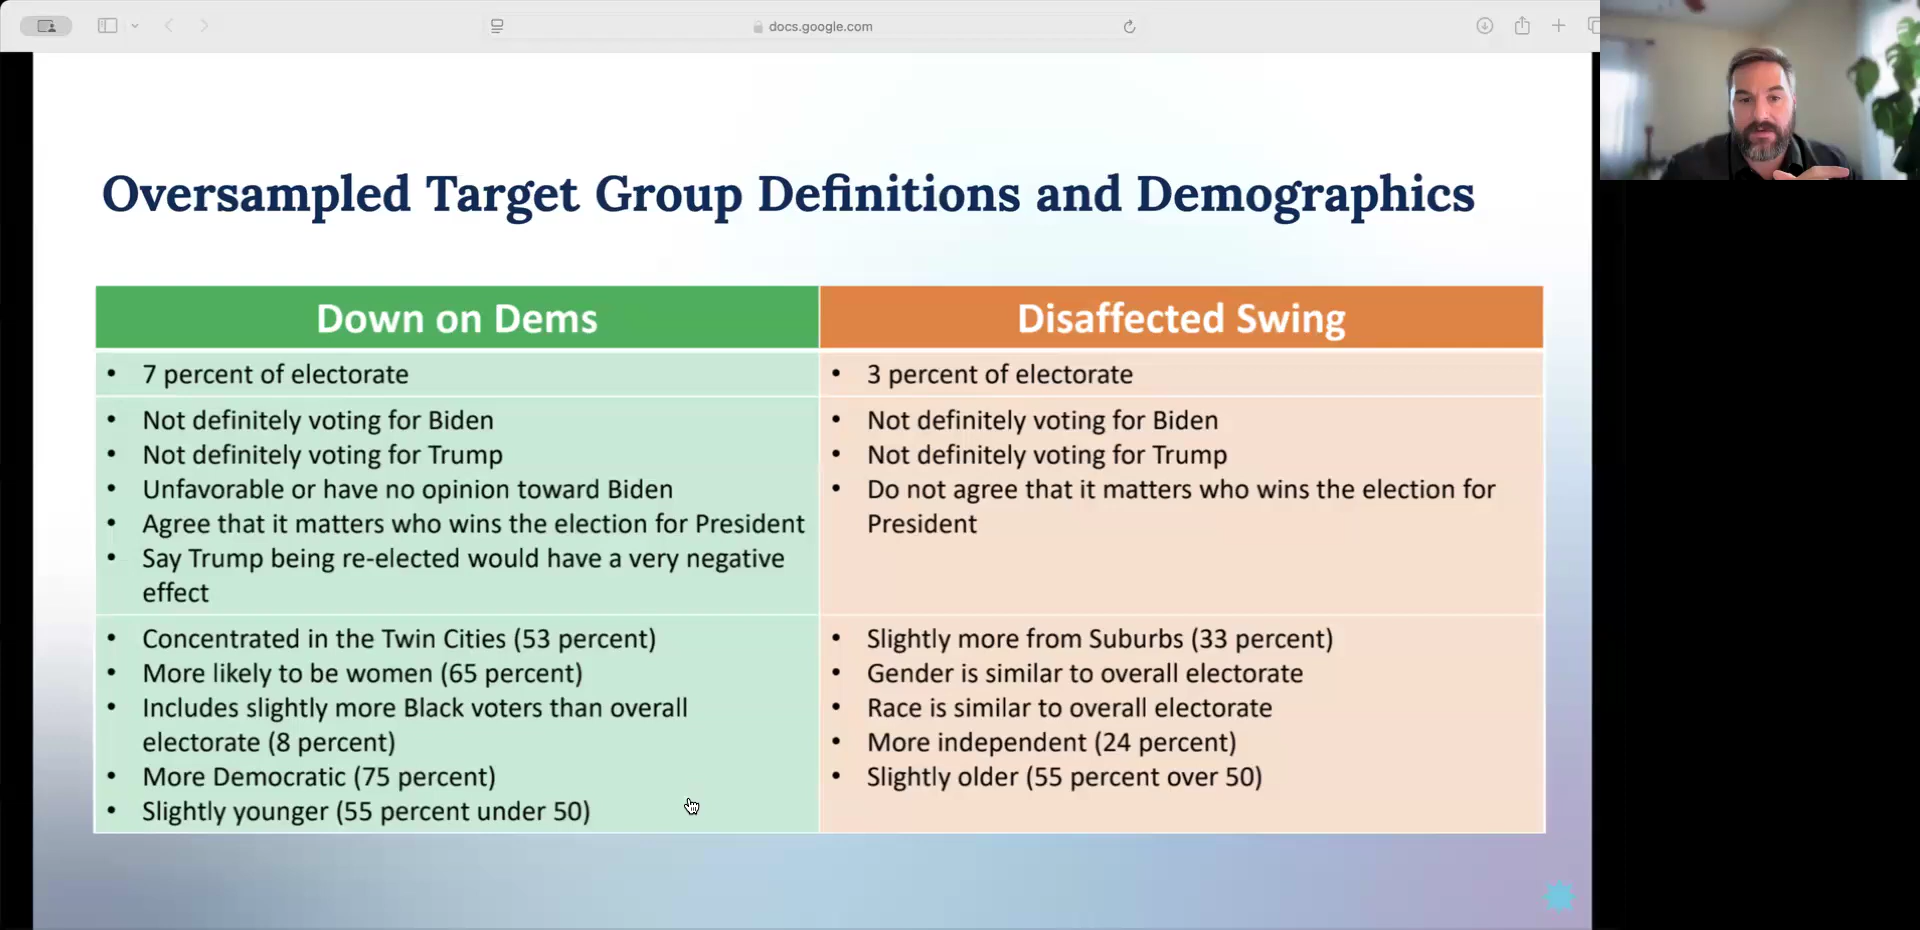 docs.google.com
Oversampled Target Group Definitions and Demographics
Down on Dems
Disaffected Swing
• 7 percent of electorate
• 3 percent of electorate
• Not definitely voting for Biden
• Not definitely voting for Trump
• Unfavorable or have no opinion toward Biden
• Agree that it matters who wins the election for President
• Say Trump being re-elected would have a very negative
effect
• Not definitely voting for Biden
• Not definitely voting for Trump
• Do not agree that it matters who wins the election for
President
• Concentrated in the Twin Cities (53 percent)
• More likely to be women (65 percent)
• Includes slightly more Black voters than overall
electorate (8 percent)
• More Democratic (75 percent)
• Slightly younger (55 percent under 50)
• Slightly more from Suburbs (33 percent)
• Gender is similar to overall electorate
• Race is similar to overall electorate
• More independent (24 percent)
• Slightly older (55 percent over 50)